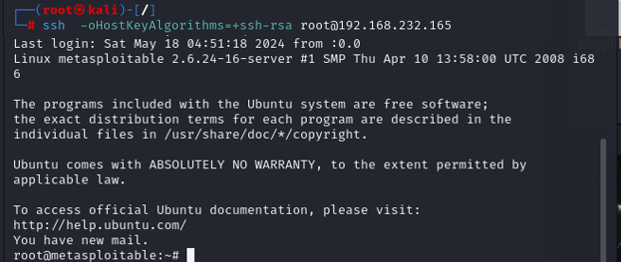 ┌──(root㉿kali)-[/]
└─# ssh  -oHostKeyAlgorithms=+ssh-rsa root@192.168.232.165
Last login: Sat May 18 04:51:18 2024 from :0.0
Linux metasploitable 2.6.24-16-server #1 SMP Thu Apr 10 13:58:00 UTC 2008 i68
6
The programs included with the Ubuntu system are free software;
the exact distribution terms for each program are described in the
individual files in /usr/share/doc/*/copyright.
Ubuntu comes with ABSOLUTELY NO WARRANTY, to the extent permitted by
applicable law.
To access official Ubuntu documentation, please visit:
http://help.ubuntu.com/
You have new mail.
root@metasploitable:~#